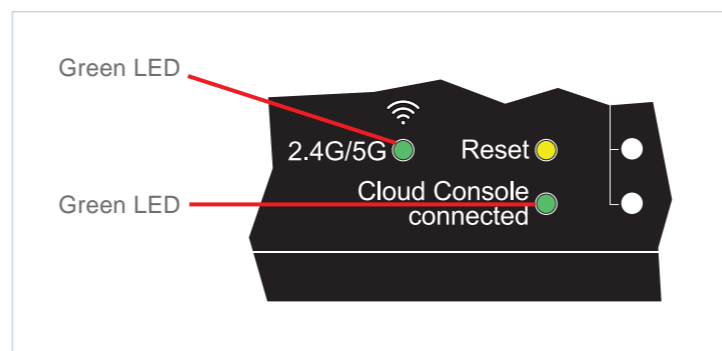 Green LED
2.4G/5G
Reset
Green LED
Cloud Console
connected